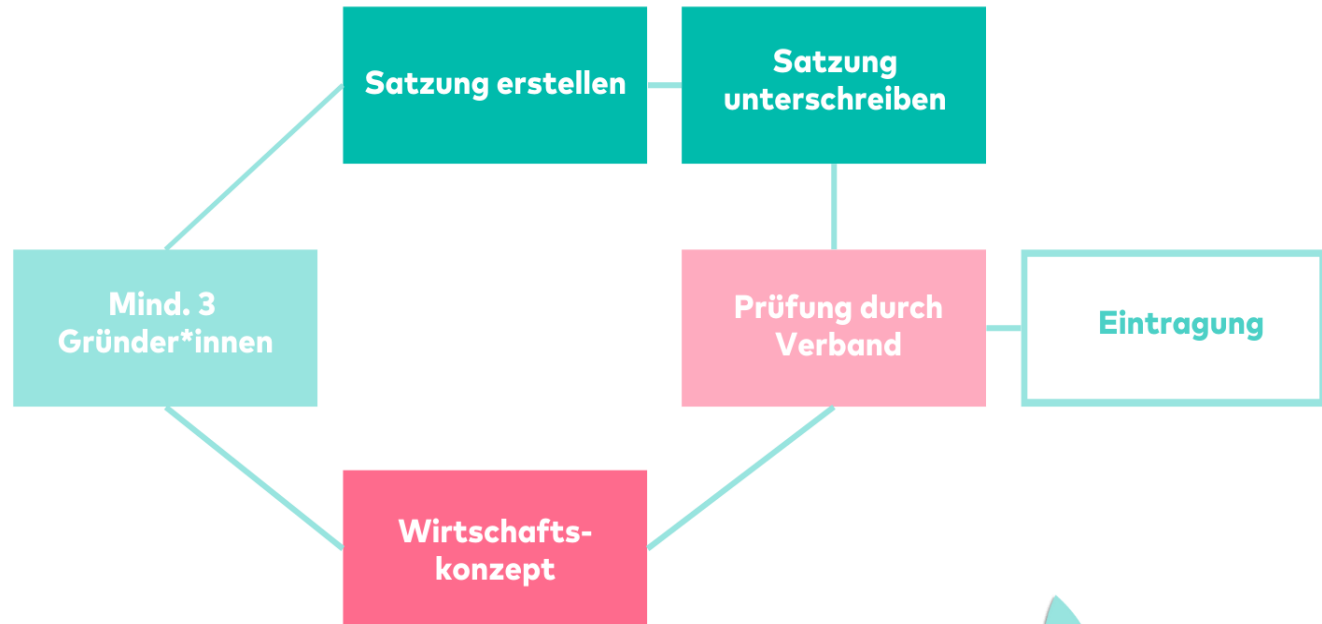 Satzung erstellen
Satzung
unterschreiben
Mind. 3
Gründer*innen
Prüfung durch
Verband
Eintragung
Wirtschafts-
konzept